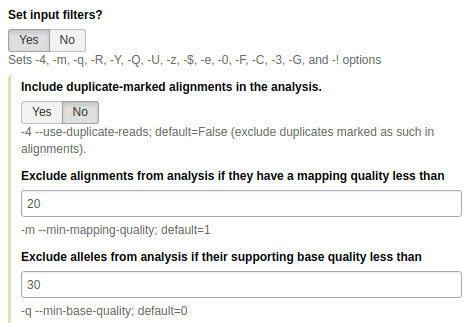 Set input filters?
Yes No
Sets -4, -m, -q, -R, -Y, -Q, -U, -z, -$, -e, -0, -F, -C, -3, -G, and -! options
Include duplicate-marked alignments in the analysis.
Yes No
-4 --use-duplicate-reads; default=False (exclude duplicates marked as such in
alignments).
Exclude alignments from analysis if they have a mapping quality less than
20
-m --min-mapping-quality; default=1
Exclude alleles from analysis if their supporting base quality less than
30
-q --min-base-quality; default=0